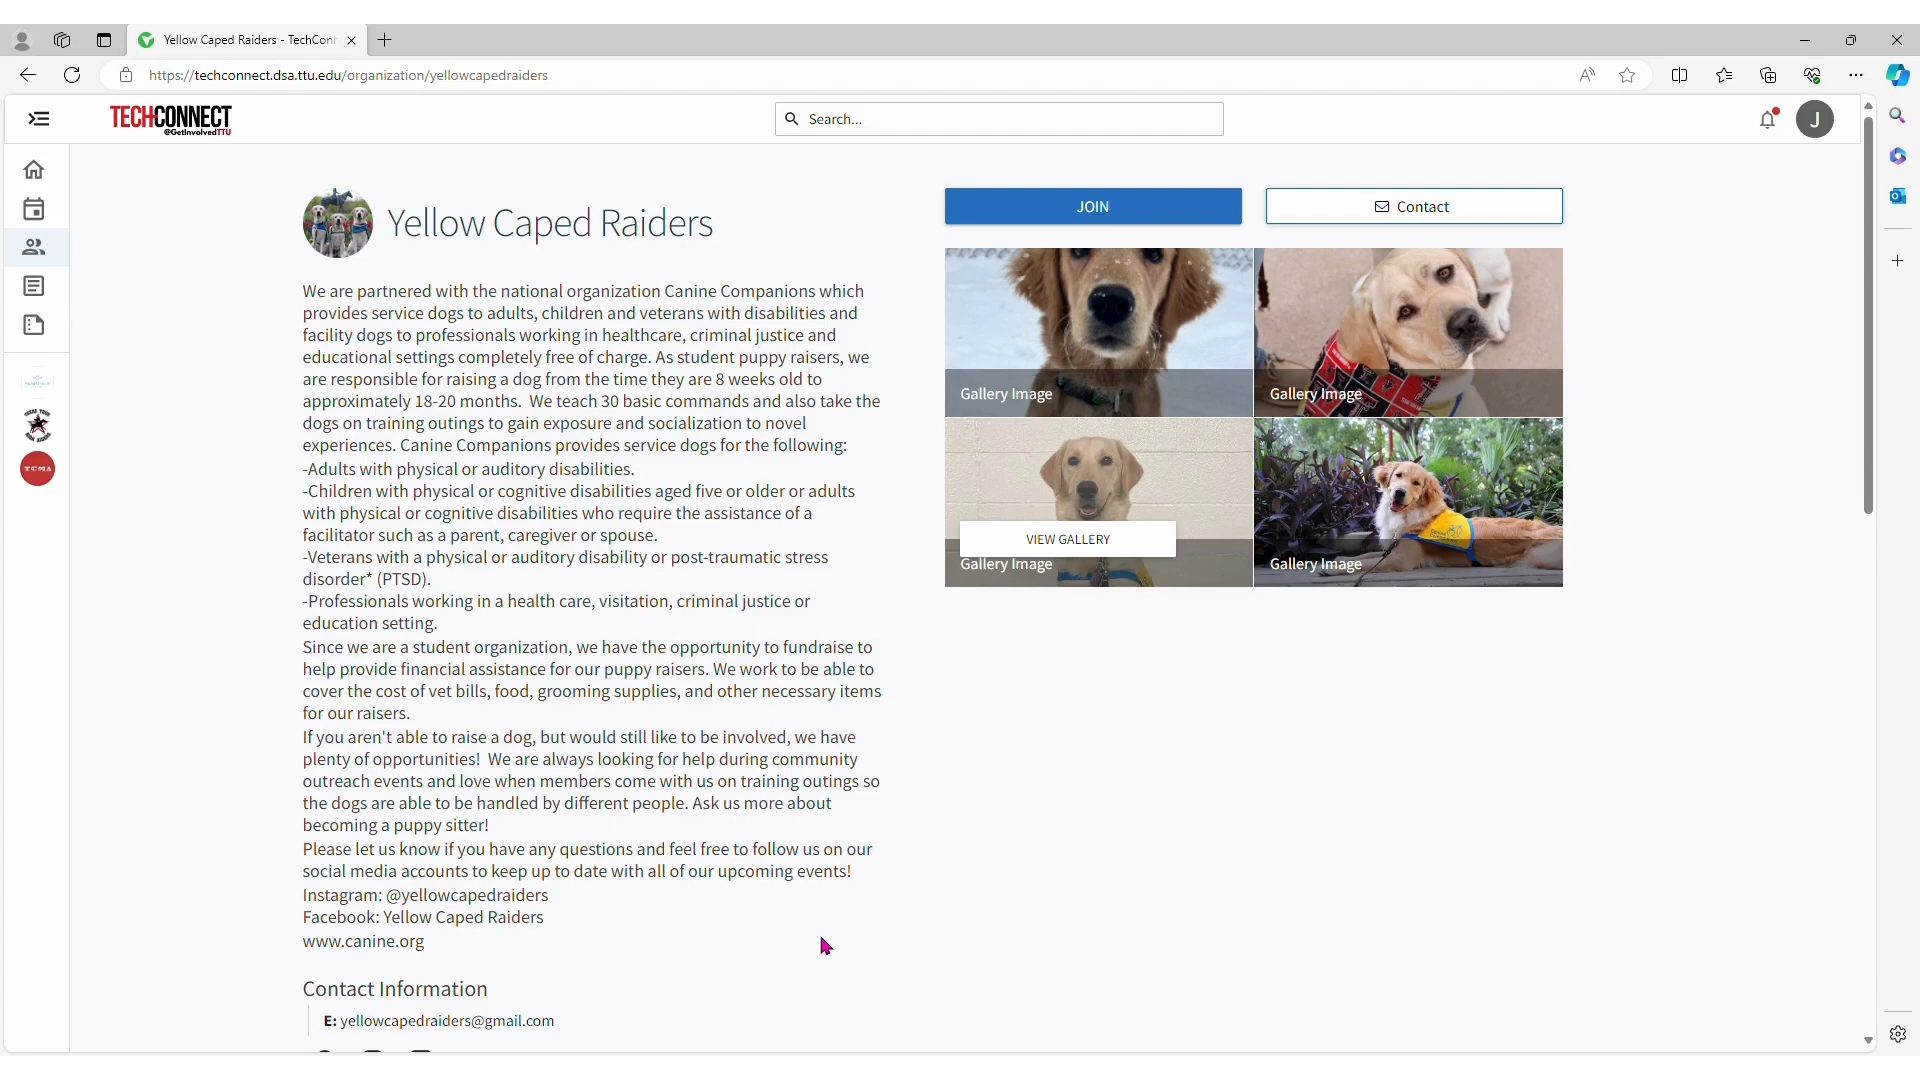 Yellow Caped Raiders - TechCon
https://techconnect.dsa.ttu.edu/organization/yellowcapedraiders
TECHCONNECT
@GetInvolvedTTU
Search...
J
Yellow Caped Raiders
JOIN
Contact
We are partnered with the national organization Canine Companions which
provides service dogs to adults, children and veterans with disabilities and
facility dogs to professionals working in healthcare, criminal justice and
educational settings completely free of charge. As student puppy raisers, we
are responsible for raising a dog from the time they are 8 weeks old to
approximately 18-20 months.  We teach 30 basic commands and also take the
dogs on training outings to gain exposure and socialization to novel
experiences. Canine Companions provides service dogs for the following:
-Adults with physical or auditory disabilities.
-Children with physical or cognitive disabilities aged five or older or adults
with physical or cognitive disabilities who require the assistance of a
facilitator such as a parent, caregiver or spouse.
-Veterans with a physical or auditory disability or post-traumatic stress
disorder* (PTSD).
-Professionals working in a health care, visitation, criminal justice or
education setting.
Since we are a student organization, we have the opportunity to fundraise to
help provide financial assistance for our puppy raisers. We work to be able to
cover the cost of vet bills, food, grooming supplies, and other necessary items
for our raisers.
If you aren't able to raise a dog, but would still like to be involved, we have
plenty of opportunities!  We are always looking for help during community
outreach events and love when members come with us on training outings so
the dogs are able to be handled by different people. Ask us more about
becoming a puppy sitter!
Please let us know if you have any questions and feel free to follow us on our
social media accounts to keep up to date with all of our upcoming events!
Instagram: @yellowcapedraiders
Facebook: Yellow Caped Raiders
www.canine.org
Contact Information
E: yellowcapedraiders@gmail.com
Gallery Image
Gallery Image
VIEW GALLERY
Gallery Image
Gallery Image
TEXAS TECH
TCMA